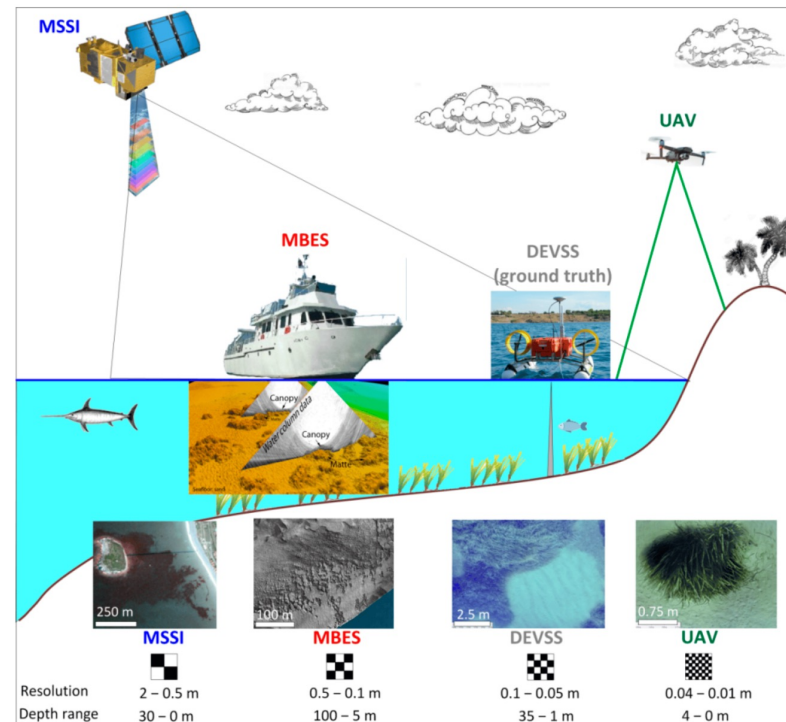 MSSI
UAV
MBES
DEVSS
(ground truth)
Canopy
Water column data
Canopy
Matte
250 m
100 m
2.5 m
0.75 m
MSSI MBES DEVSS UAV
Resolution 2 – 0.5 m 0.5 – 0.1 m 0.1 – 0.05 m 0.04 – 0.01 m
Depth range 30 – 0 m 100 – 5 m 35 – 1 m 4 – 0 m